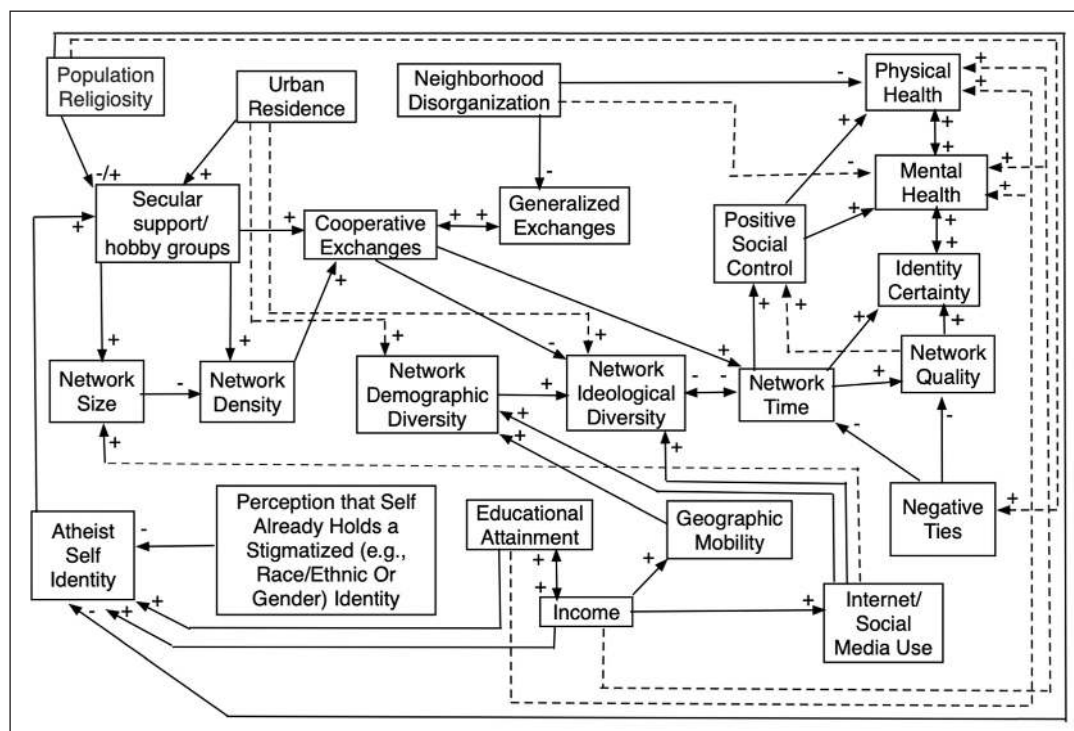 Population
Religiosity
Urban
Residence
Neighborhood
Disorganization
-
Physical
Health
+
+
+
+
+
-/+
+
-
-
Mental
Health
+
+
Secular
support/
hobby groups
+
+
Cooperative
Exchanges
+ +
Generalized
Exchanges
Positive
Social
Control
+
+
+
Identity
Certainty
+
+
+
+
+
+
+
+
-
+
+
Network
Size
-
Network
Density
Network
Demographic
Diversity
+
Network
Ideological
Diversity
- -
Network
Time
+
Network
Quality
+
+
+
-
-
Atheist
Self
Identity
-
Perception that Self
Already Holds a
Stigmatized (e.g.,
Race/Ethnic Or
Gender) Identity
Educational
Attainment
Geographic
Mobility
Negative
Ties
+
+
+
+
- + +
Income
+
Internet/
Social
Media Use